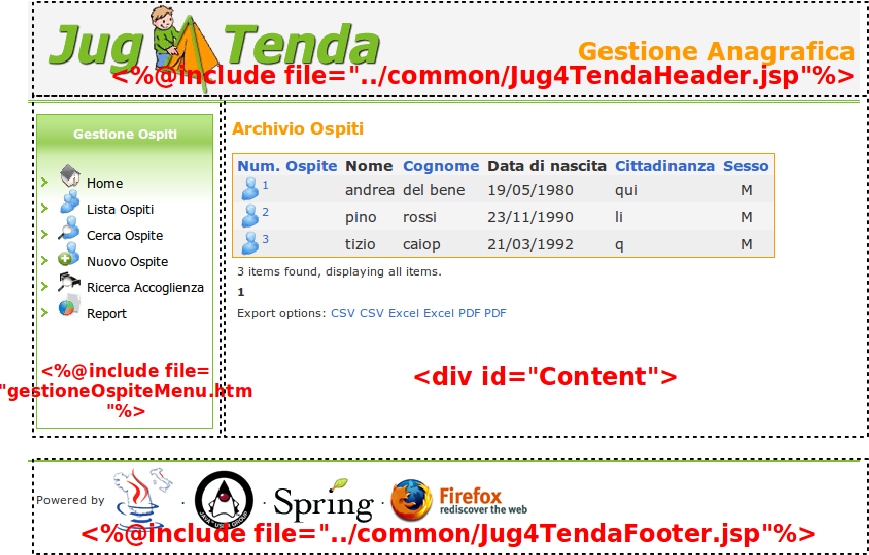 Jug Tenda
Gestione Anagrafica
<%@include file="../common/Jug4TendaHeader.jsp"%>
Gestione Ospiti
Home
Lista Ospiti
Cerca Ospite
Nuovo Ospite
Ricerca Accoglienza
Report
<%@include file=
"gestioneOspiteMenu.htm
"%>
Archivio Ospiti
Num. Ospite Nome Cognome Data di nascita Cittadinanza Sesso
1 andrea del bene 19/05/1980 qui M
2 pino rossi 23/11/1990 li M
3 tizio caiop 21/03/1992 q M
3 items found, displaying all items.
1
Export options: CSV CSV Excel Excel PDF PDF
<div id="Content">
Powered by
Spring
Firefox
rediscover the web
<%@include file="../common/Jug4TendaFooter.jsp"%>